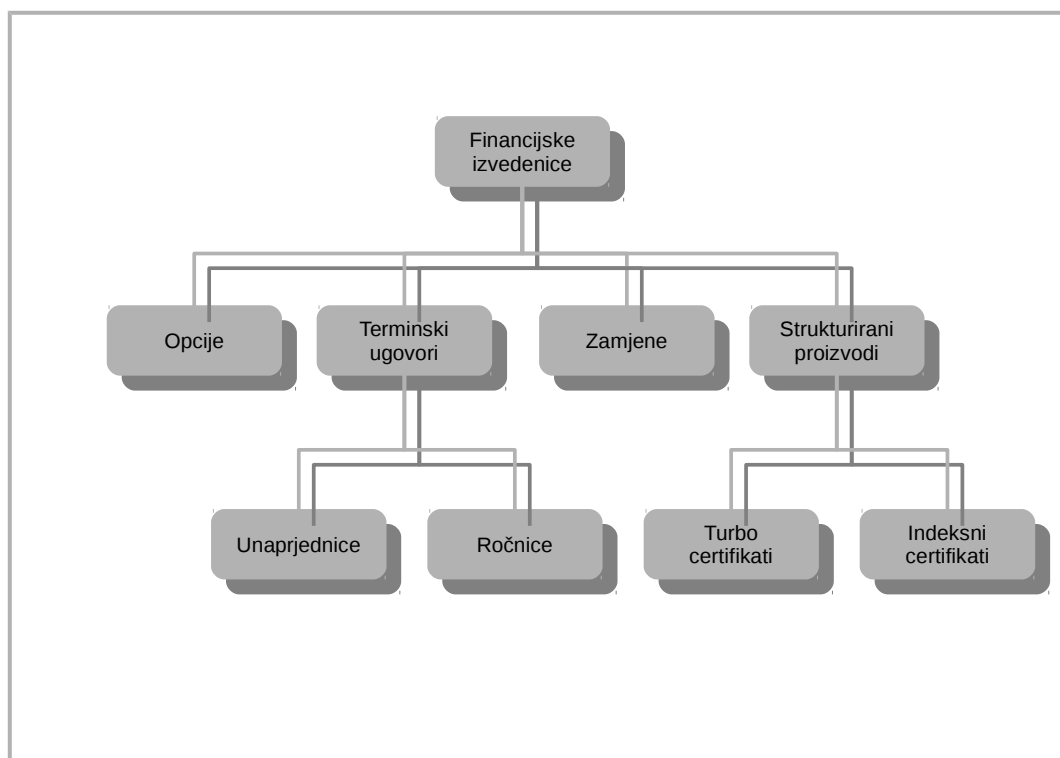 Financijske
izvedenice
Opcije
Terminski
ugovori
Zamjene
Strukturirani
proizvodi
Unaprjednice
Ročnice
Turbo
certifikati
Indeksni
certifikati